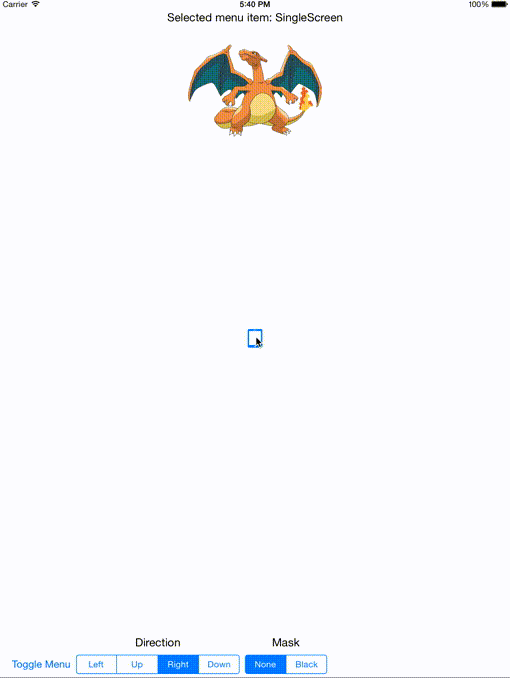 Carrier 5:40 PM 100%
Selected menu item: SingleScreen
Direction Mask
Toggle Menu Left Up Right Down None Black